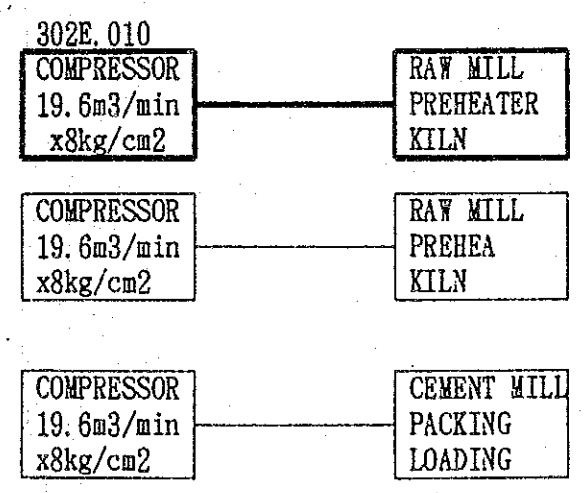 302E.010
COMPRESSOR
19.6m3/min
x8kg/cm2
RAW MILL
PREHEATER
KILN
COMPRESSOR
19.6m3/min
x8kg/cm2
RAW MILL
PREHEA
KILN
COMPRESSOR
19.6m3/min
x8kg/cm2
CEMENT MILL
PACKING
LOADING